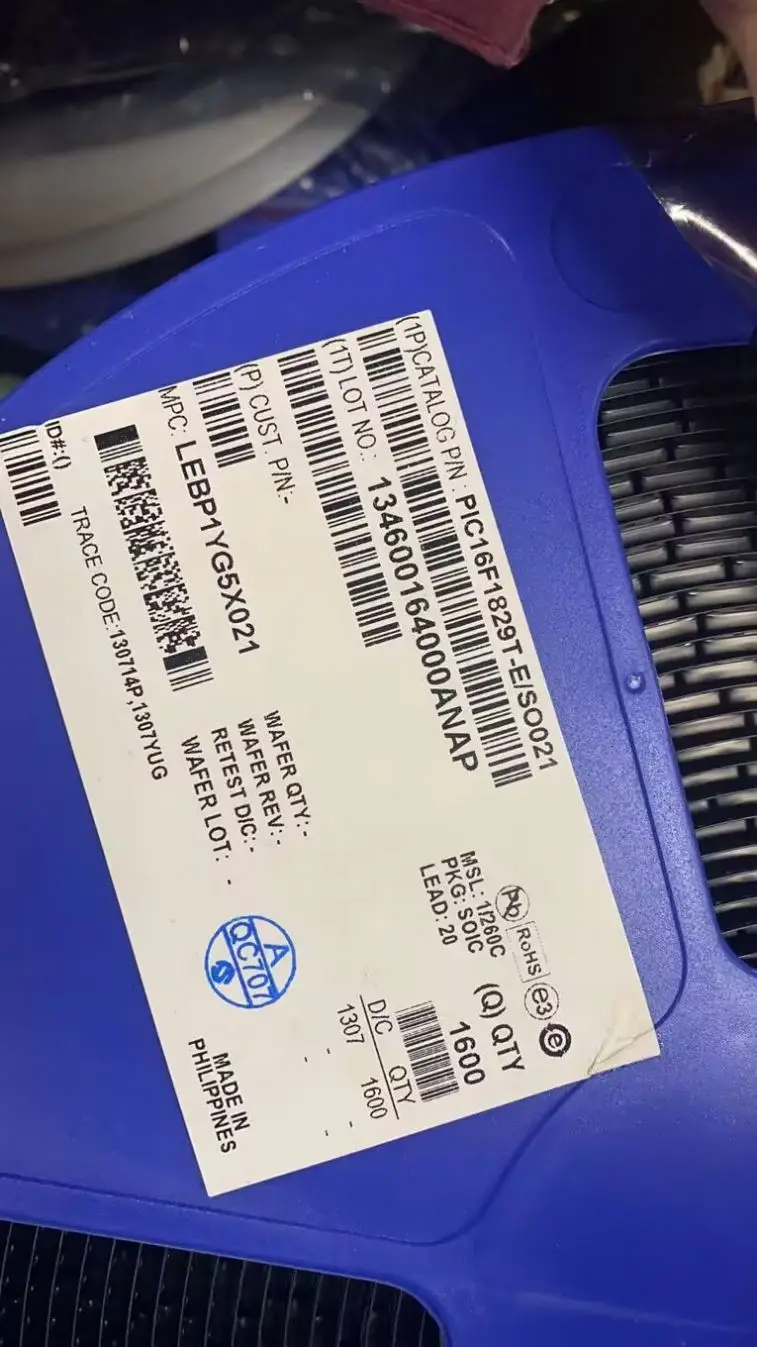 (1P)CATALOG P/N : PIC16F1829T-E/SO021
(1T) LOT NO.: 134600164000ANAP
(P) CUST. P/N:-
MPC: LEBP1YG5X021
ID#:()
TRACE CODE:130714P,1307YUG
WAFER QTY:-
WAFER REV:-
RETEST D/C:-
WAFER LOT: -
Pb
RoHS
e3
e
MSL: 1/260C
PKG: SOIC
LEAD: 20
(Q) QTY
1600
D/C QTY
1307 1600
- -
- -
A
QC707
MADE IN
PHILIPPINES